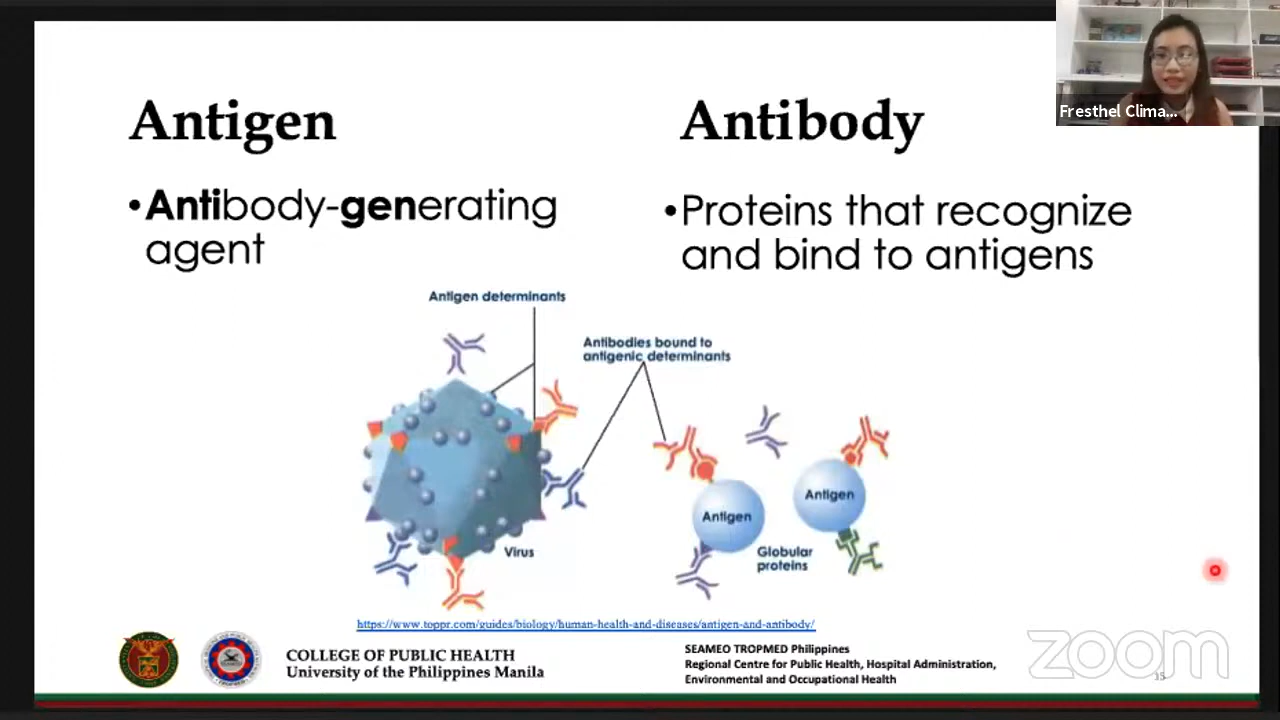 Fresthel Clima...
Antigen
•Antibody-generating
agent
Antibody
•Proteins that recognize
and bind to antigens
Antigen determinants
Antibodies bound to
antigenic determinants
Virus
Antigen
Antigen
Globular
proteins
https://www.toppr.com/guides/biology/human-health-and-diseases/antigen-and-antibody/
COLLEGE OF PUBLIC HEALTH
University of the Philippines Manila
SEAMEO TROPMED Philippines
Regional Centre for Public Health, Hospital Administration,
Environmental and Occupational Health
zoom
15